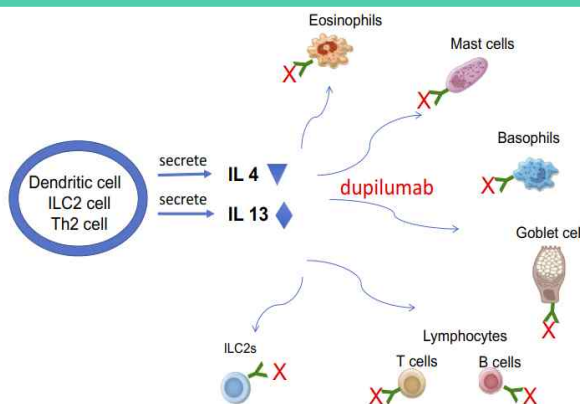 Eosinophils
X
Mast cells
X
Basophils
X
secrete
Dendritic cell
ILC2 cell
Th2 cell
IL 4
secrete
IL 13
dupilumab
Goblet cell
X
ILC2s
X
Lymphocytes
T cells
B cells
X
X